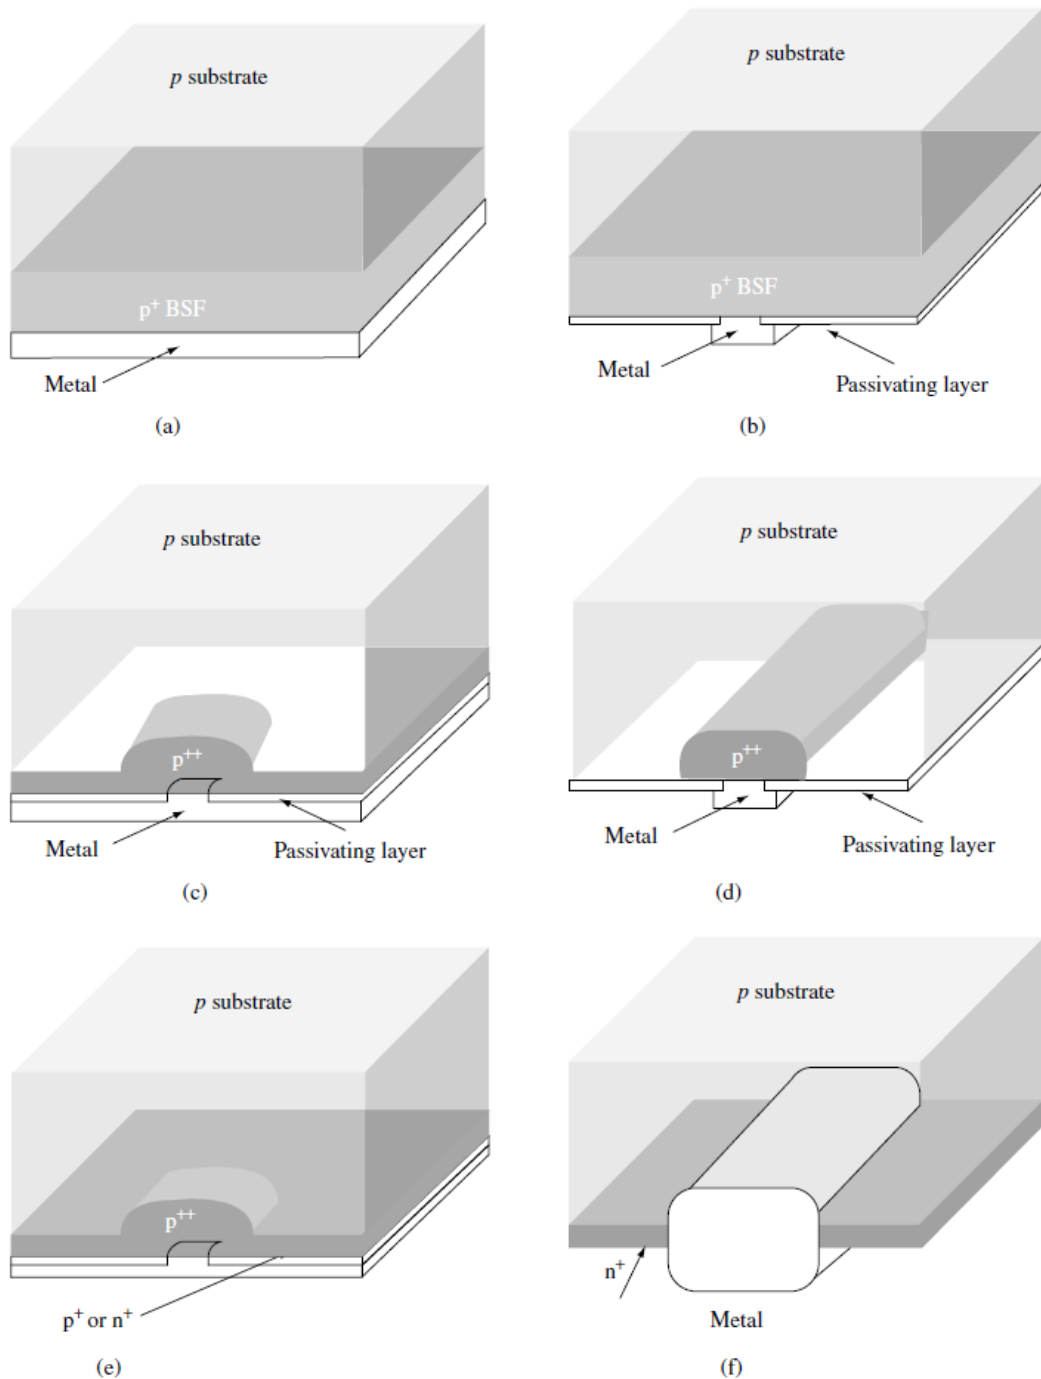 p substrate
p substrate
p⁺ BSF
p⁺ BSF
Metal
Metal
Passivating layer
(a)
(b)
p substrate
p substrate
p⁺⁺
p⁺⁺
Metal
Passivating layer
Metal
Passivating layer
(c)
(d)
p substrate
p substrate
p⁺⁺
n⁺
p⁺ or n⁺
Metal
(e)
(f)